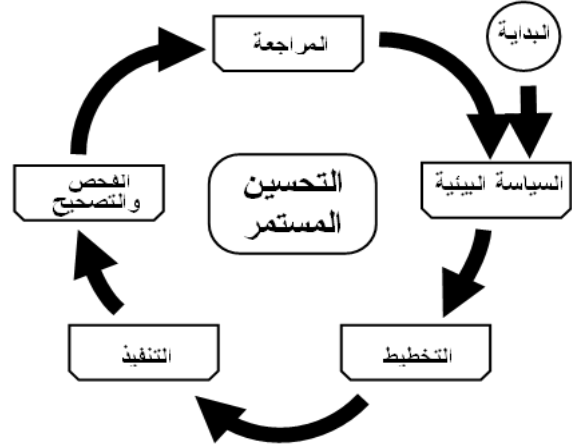 البداية
المراجعة
السياسة البيئية
الفحص
والتصحيح
التحسين
المستمر
التخطيط
التنفيذ